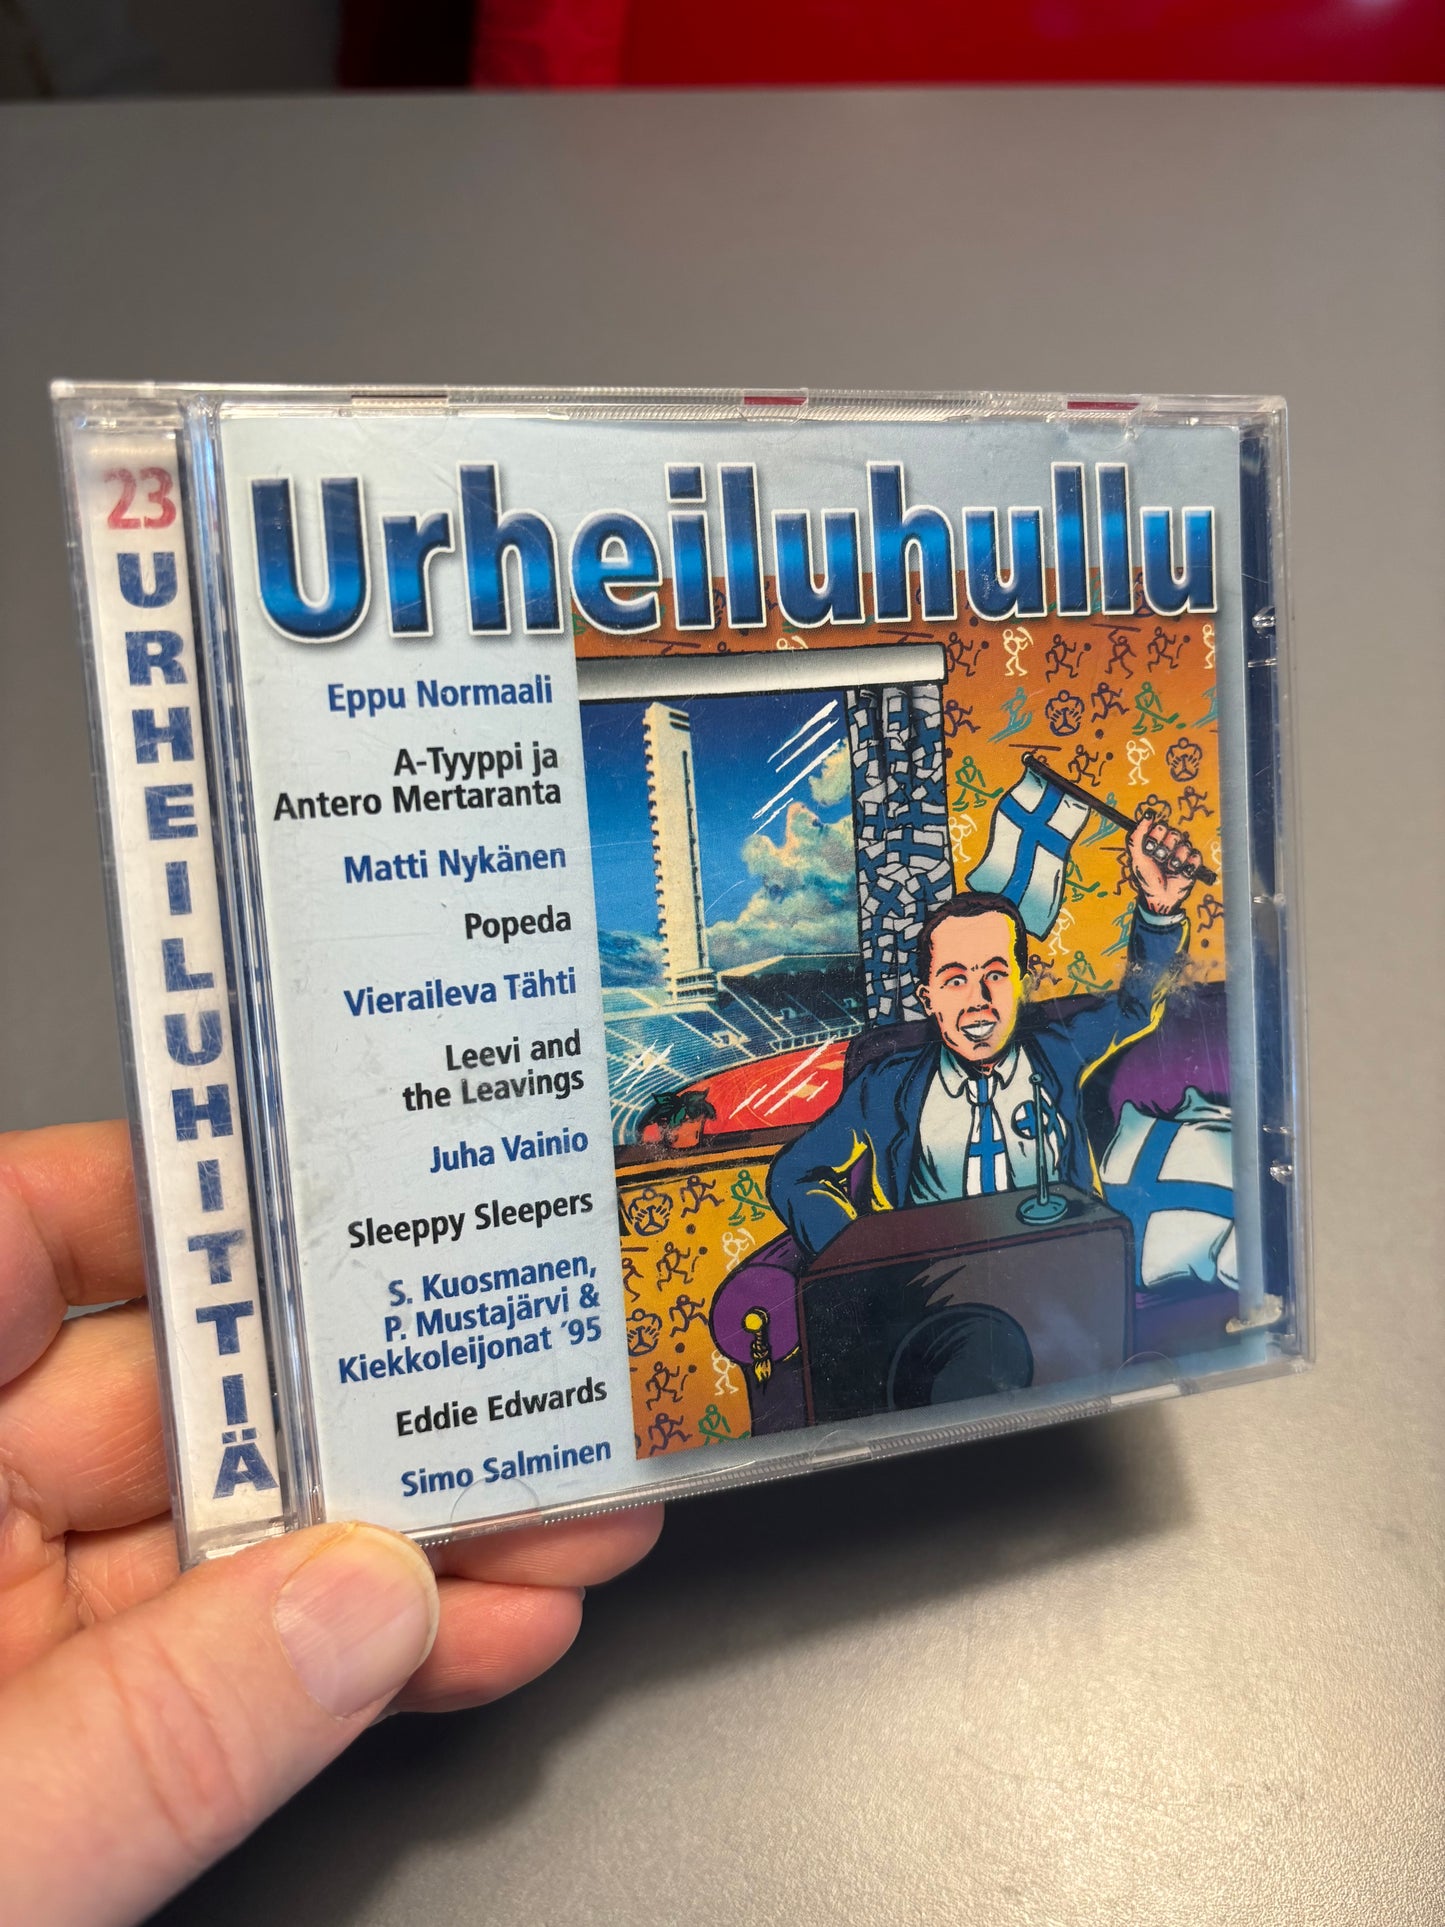 23
URHEILUHITTIÄ
Urheiluhullu
Eppu Normaali
A-Tyyppi ja
Antero Mertaranta
Matti Nykänen
Popeda
Vieraileva Tähti
Leevi and
the Leavings
Juha Vainio
Sleeppy Sleepers
S. Kuosmanen,
P. Mustajärvi &
Kiekkoleijonat ´95
Eddie Edwards
Simo Salminen